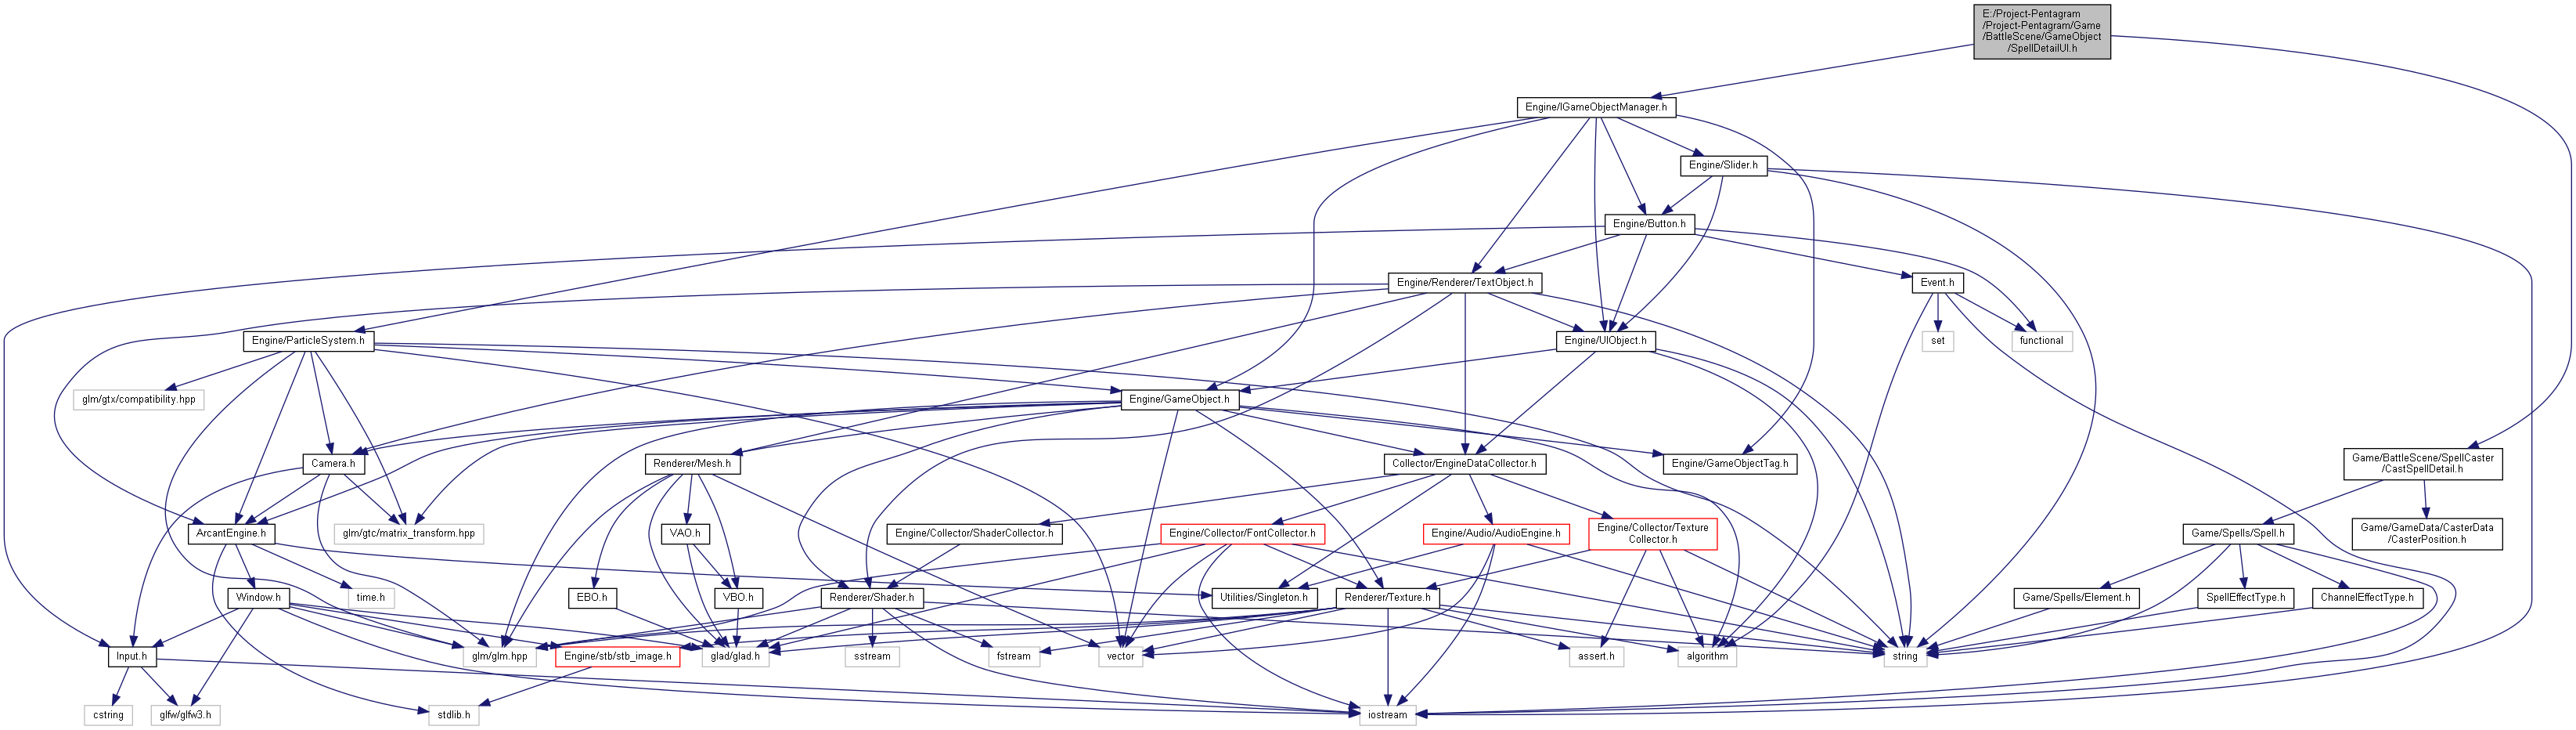 E:/Project-Pentagram
/Project-Pentagram/Game
/BattleScene/GameObject
/SpellDetailUI.h
Engine/IGameObjectManager.h
Engine/Slider.h
Engine/Button.h
Engine/Renderer/TextObject.h
Event.h
Engine/ParticleSystem.h
Engine/UIObject.h
set
functional
glm/gtx/compatibility.hpp
Engine/GameObject.h
Camera.h
Renderer/Mesh.h
Collector/EngineDataCollector.h
Engine/GameObjectTag.h
Game/BattleScene/SpellCaster
/CastSpellDetail.h
ArcantEngine.h
glm/gtc/matrix_transform.hpp
VAO.h
Engine/Collector/ShaderCollector.h
Engine/Collector/FontCollector.h
Engine/Audio/AudioEngine.h
Engine/Collector/Texture
Collector.h
Game/Spells/Spell.h
Game/GameData/CasterData
/CasterPosition.h
Window.h
time.h
EBO.h
VBO.h
Renderer/Shader.h
Utilities/Singleton.h
Renderer/Texture.h
Game/Spells/Element.h
SpellEffectType.h
ChannelEffectType.h
Input.h
glm/glm.hpp
Engine/stb/stb_image.h
glad/glad.h
sstream
fstream
vector
assert.h
algorithm
string
cstring
glfw/glfw3.h
stdlib.h
iostream